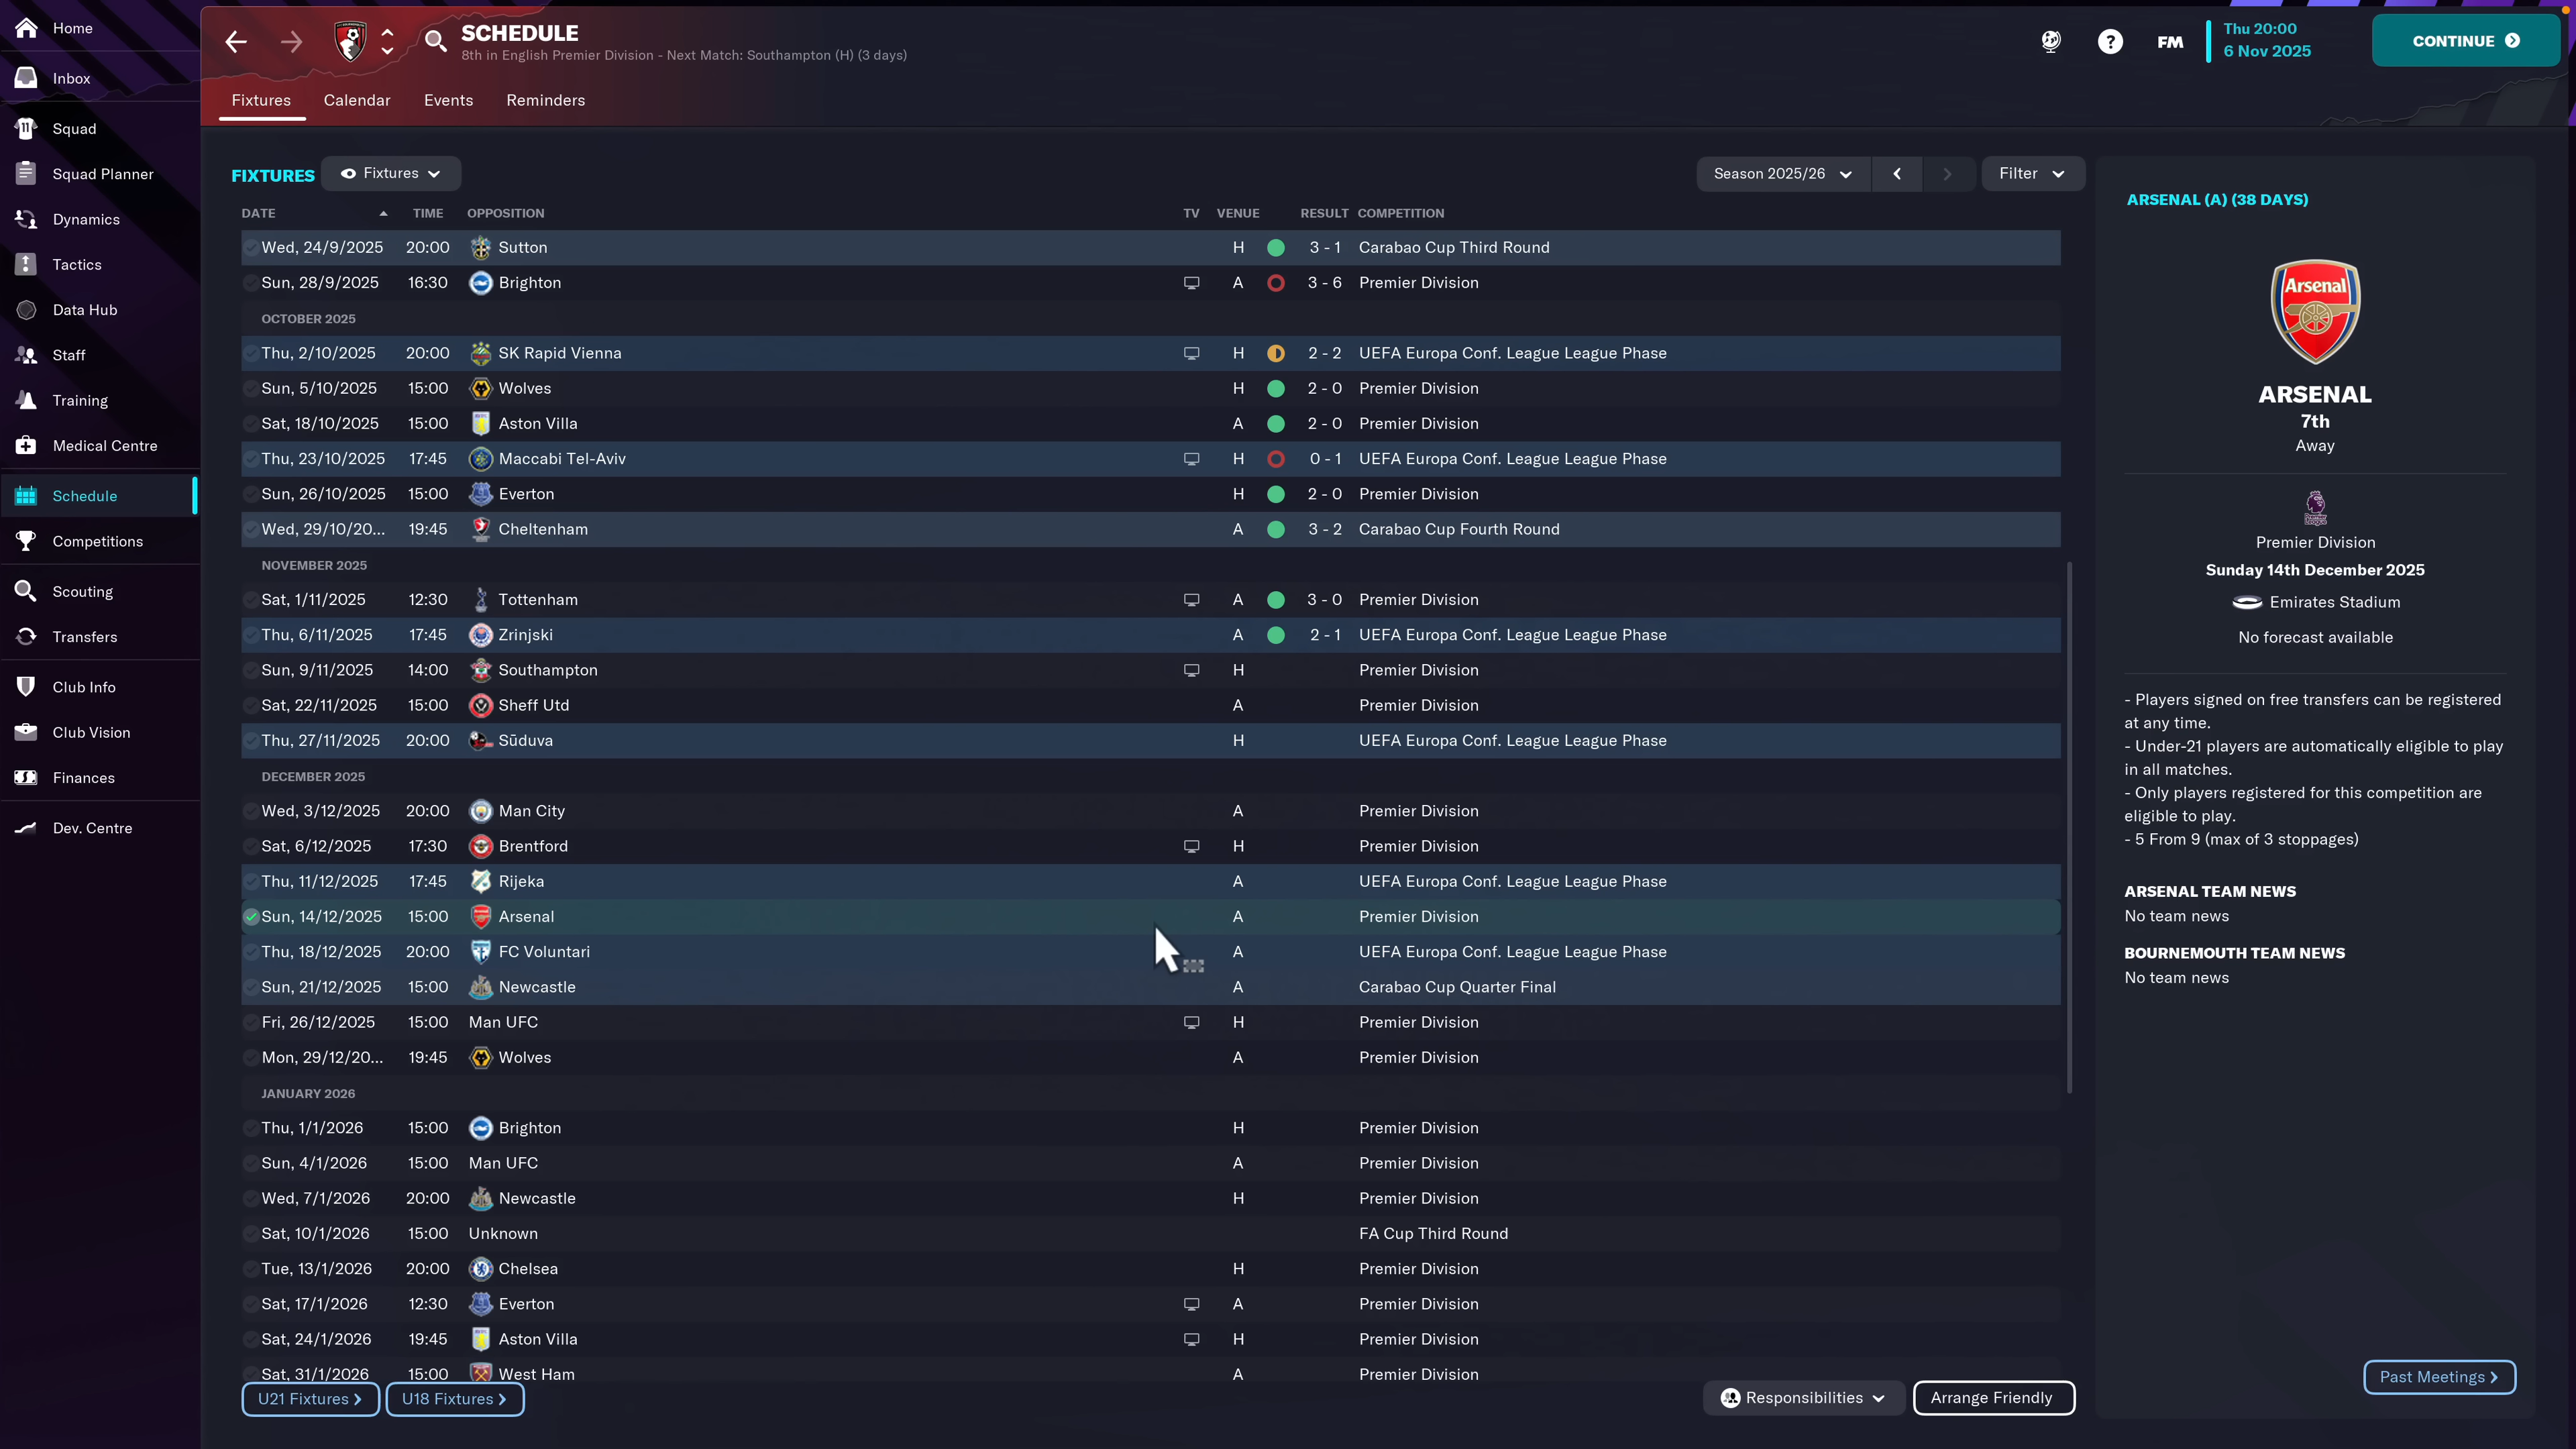 Home
Inbox
Squad
Squad Planner
Dynamics
Tactics
Data Hub
Staff
Training
Medical Centre
Schedule
Competitions
Scouting
Transfers
Club Info
Club Vision
Finances
Dev. Centre
SCHEDULE
8th in English Premier Division - Next Match: Southampton (H) (3 days)
Fixtures Calendar Events Reminders
FM
Thu 20:00
6 Nov 2025
CONTINUE
FIXTURES Fixtures Season 2025/26 Filter
DATE TIME OPPOSITION TV VENUE RESULT COMPETITION
Wed, 24/9/2025 20:00 Sutton H 3 - 1 Carabao Cup Third Round
Sun, 28/9/2025 16:30 Brighton A 3 - 6 Premier Division
OCTOBER 2025
Thu, 2/10/2025 20:00 SK Rapid Vienna H 2 - 2 UEFA Europa Conf. League League Phase
Sun, 5/10/2025 15:00 Wolves H 2 - 0 Premier Division
Sat, 18/10/2025 15:00 Aston Villa A 2 - 0 Premier Division
Thu, 23/10/2025 17:45 Maccabi Tel-Aviv H 0 - 1 UEFA Europa Conf. League League Phase
Sun, 26/10/2025 15:00 Everton H 2 - 0 Premier Division
Wed, 29/10/20... 19:45 Cheltenham A 3 - 2 Carabao Cup Fourth Round
NOVEMBER 2025
Sat, 1/11/2025 12:30 Tottenham A 3 - 0 Premier Division
Thu, 6/11/2025 17:45 Zrinjski A 2 - 1 UEFA Europa Conf. League League Phase
Sun, 9/11/2025 14:00 Southampton H Premier Division
Sat, 22/11/2025 15:00 Sheff Utd A Premier Division
Thu, 27/11/2025 20:00 Sūduva H UEFA Europa Conf. League League Phase
DECEMBER 2025
Wed, 3/12/2025 20:00 Man City A Premier Division
Sat, 6/12/2025 17:30 Brentford H Premier Division
Thu, 11/12/2025 17:45 Rijeka A UEFA Europa Conf. League League Phase
Sun, 14/12/2025 15:00 Arsenal A Premier Division
Thu, 18/12/2025 20:00 FC Voluntari A UEFA Europa Conf. League League Phase
Sun, 21/12/2025 15:00 Newcastle A Carabao Cup Quarter Final
Fri, 26/12/2025 15:00 Man UFC H Premier Division
Mon, 29/12/20... 19:45 Wolves A Premier Division
JANUARY 2026
Thu, 1/1/2026 15:00 Brighton H Premier Division
Sun, 4/1/2026 15:00 Man UFC A Premier Division
Wed, 7/1/2026 20:00 Newcastle H Premier Division
Sat, 10/1/2026 15:00 Unknown FA Cup Third Round
Tue, 13/1/2026 20:00 Chelsea H Premier Division
Sat, 17/1/2026 12:30 Everton A Premier Division
Sat, 24/1/2026 19:45 Aston Villa H Premier Division
Sat, 31/1/2026 15:00 West Ham A Premier Division
U21 Fixtures U18 Fixtures Responsibilities Arrange Friendly
ARSENAL (A) (38 DAYS)
Arsenal
ARSENAL
7th
Away
Premier Division
Sunday 14th December 2025
Emirates Stadium
No forecast available
- Players signed on free transfers can be registered
at any time.
- Under-21 players are automatically eligible to play
in all matches.
- Only players registered for this competition are
eligible to play.
- 5 From 9 (max of 3 stoppages)
ARSENAL TEAM NEWS
No team news
BOURNEMOUTH TEAM NEWS
No team news
Past Meetings